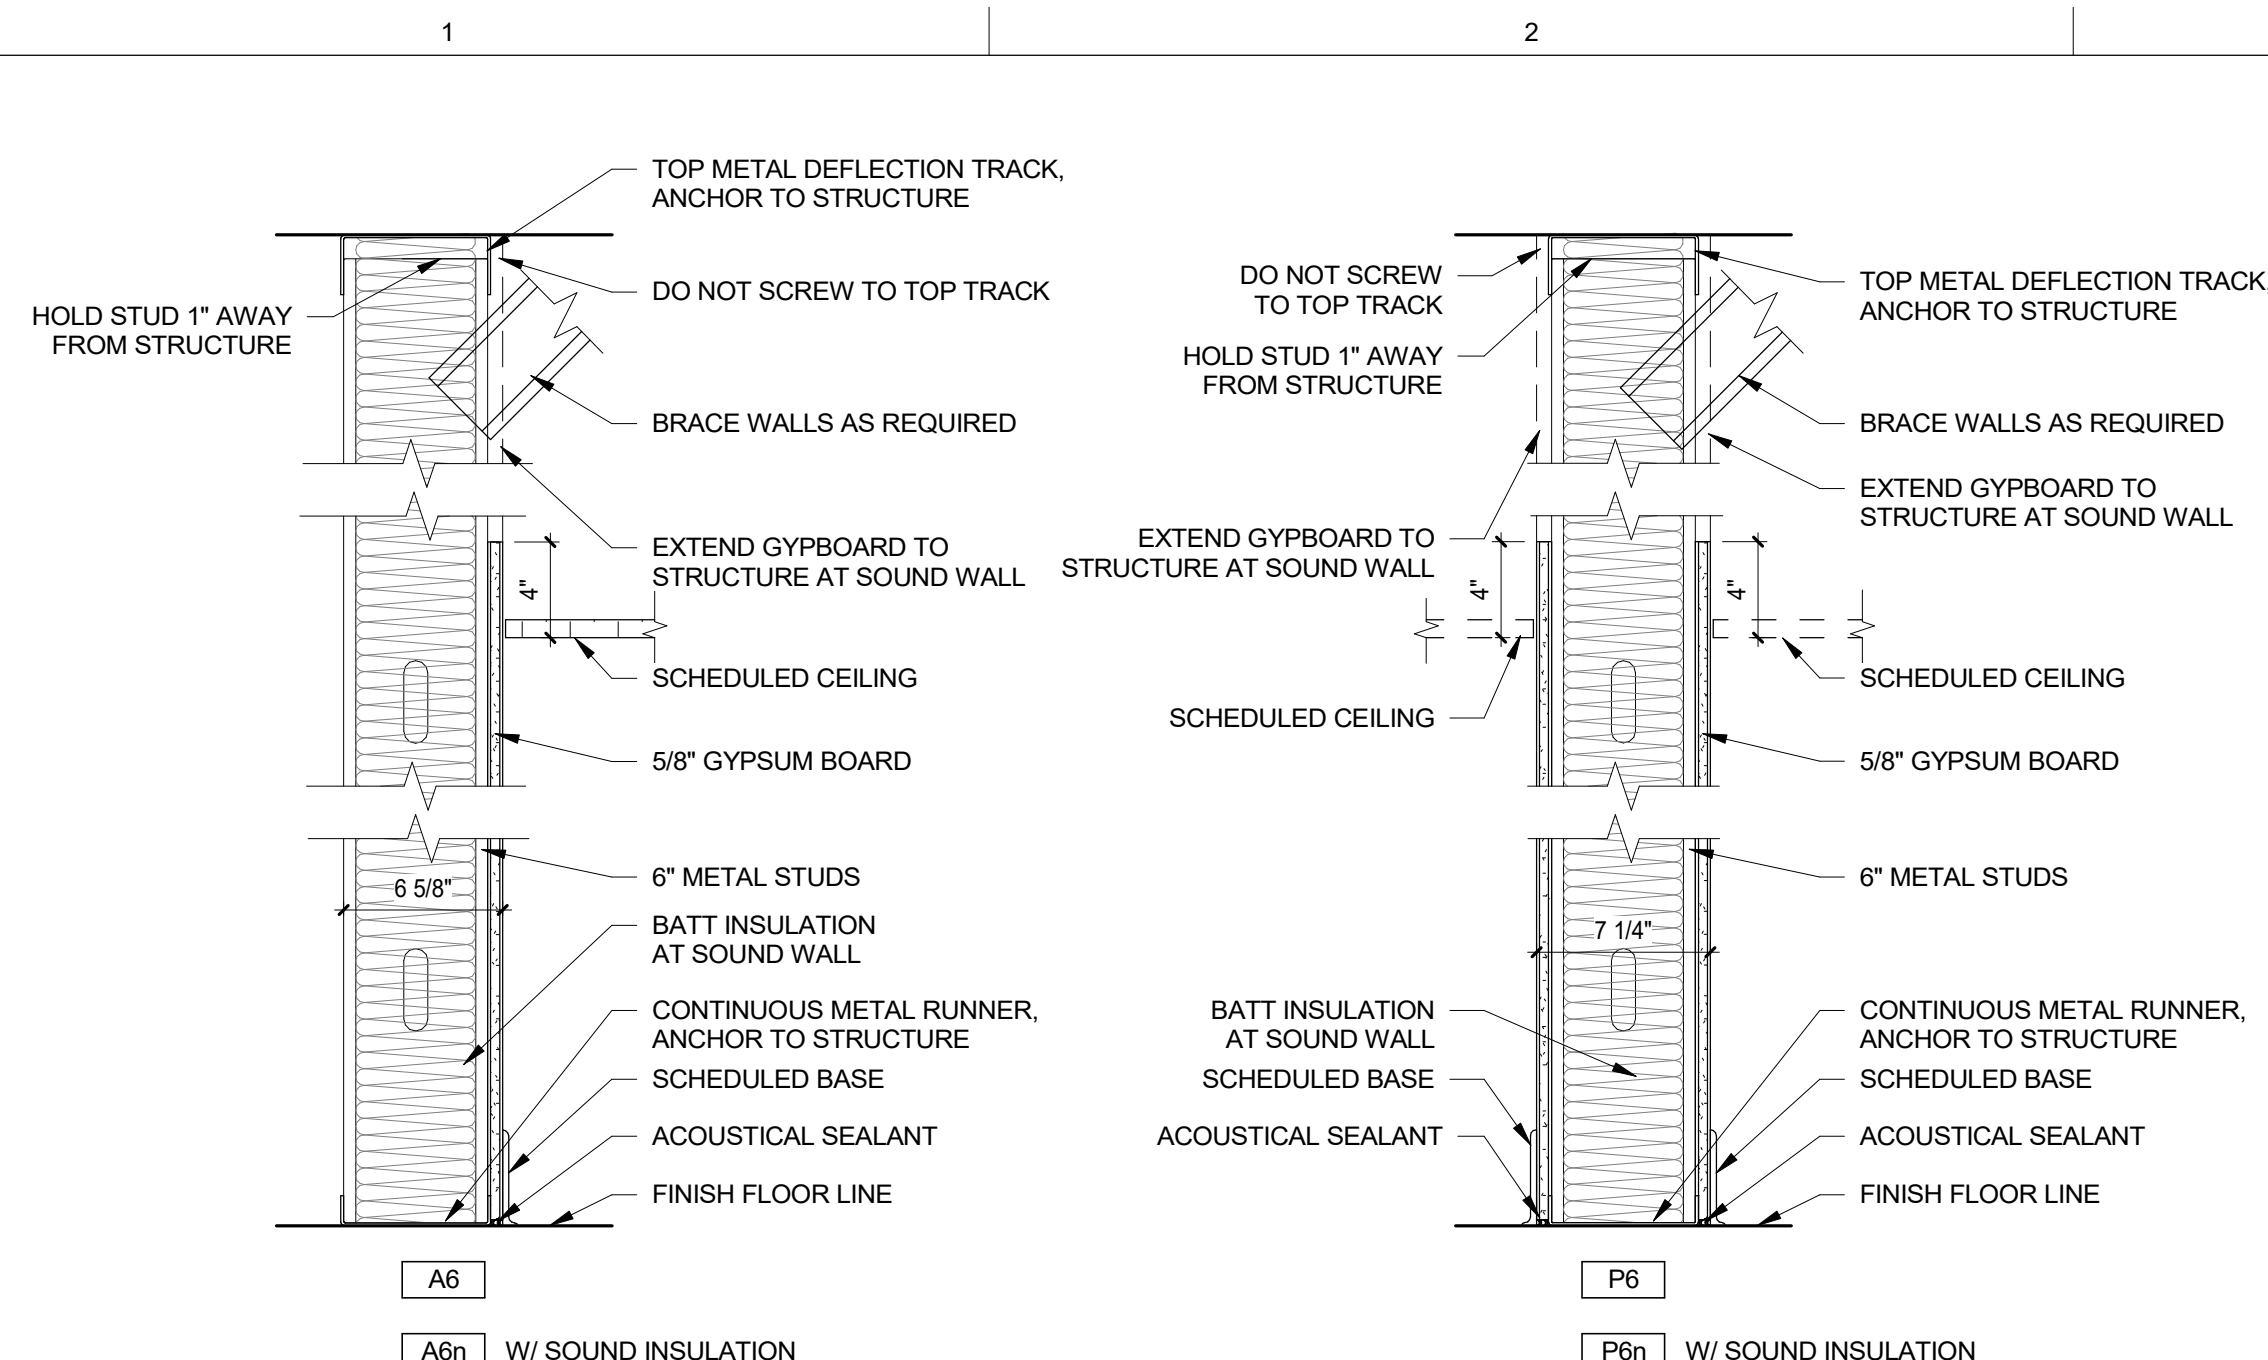 1
2
TOP METAL DEFLECTION TRACK,
ANCHOR TO STRUCTURE
DO NOT SCREW TO TOP TRACK
HOLD STUD 1" AWAY
FROM STRUCTURE
BRACE WALLS AS REQUIRED
EXTEND GYPBOARD TO
STRUCTURE AT SOUND WALL
4"
SCHEDULED CEILING
5/8" GYPSUM BOARD
6" METAL STUDS
6 5/8"
BATT INSULATION
AT SOUND WALL
CONTINUOUS METAL RUNNER,
ANCHOR TO STRUCTURE
SCHEDULED BASE
ACOUSTICAL SEALANT
FINISH FLOOR LINE
A6
A6n W/ SOUND INSULATION
DO NOT SCREW
TO TOP TRACK
HOLD STUD 1" AWAY
FROM STRUCTURE
EXTEND GYPBOARD TO
STRUCTURE AT SOUND WALL
4"
SCHEDULED CEILING
BATT INSULATION
AT SOUND WALL
SCHEDULED BASE
ACOUSTICAL SEALANT
7 1/4"
4"
TOP METAL DEFLECTION TRACK,
ANCHOR TO STRUCTURE
BRACE WALLS AS REQUIRED
EXTEND GYPBOARD TO
STRUCTURE AT SOUND WALL
SCHEDULED CEILING
5/8" GYPSUM BOARD
6" METAL STUDS
CONTINUOUS METAL RUNNER,
ANCHOR TO STRUCTURE
SCHEDULED BASE
ACOUSTICAL SEALANT
FINISH FLOOR LINE
P6
P6n W/ SOUND INSULATION